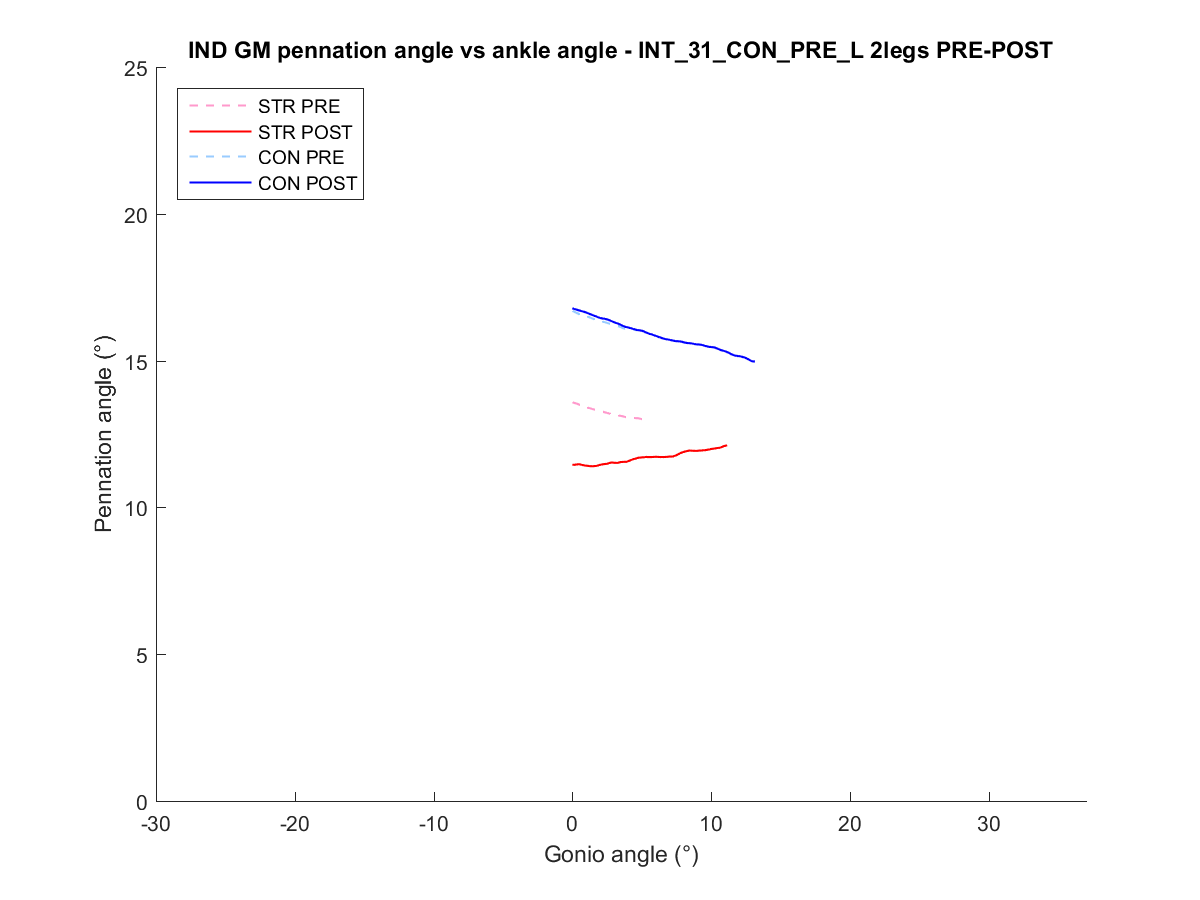 IND GM pennation angle vs ankle angle - INT_31_CON_PRE_L 2legs PRE-POST
25
20
15
10
5
0
Pennation angle (°)
STR PRE
STR POST
CON PRE
CON POST
-30
-20
-10
0
10
20
30
Gonio angle (°)